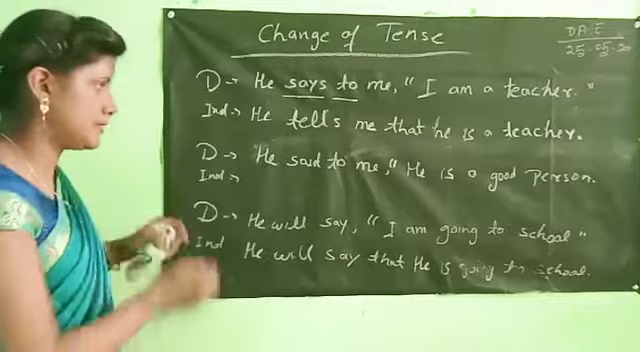 Change of Tense
DATE
25.05.20
D → He says to me, "I am a teacher."
Ind → He tells me that he is a teacher.
D → "He said to me," He is a good person.
Ind →
D → He will say, "I am going to school"
Ind He will say that He is going to school.